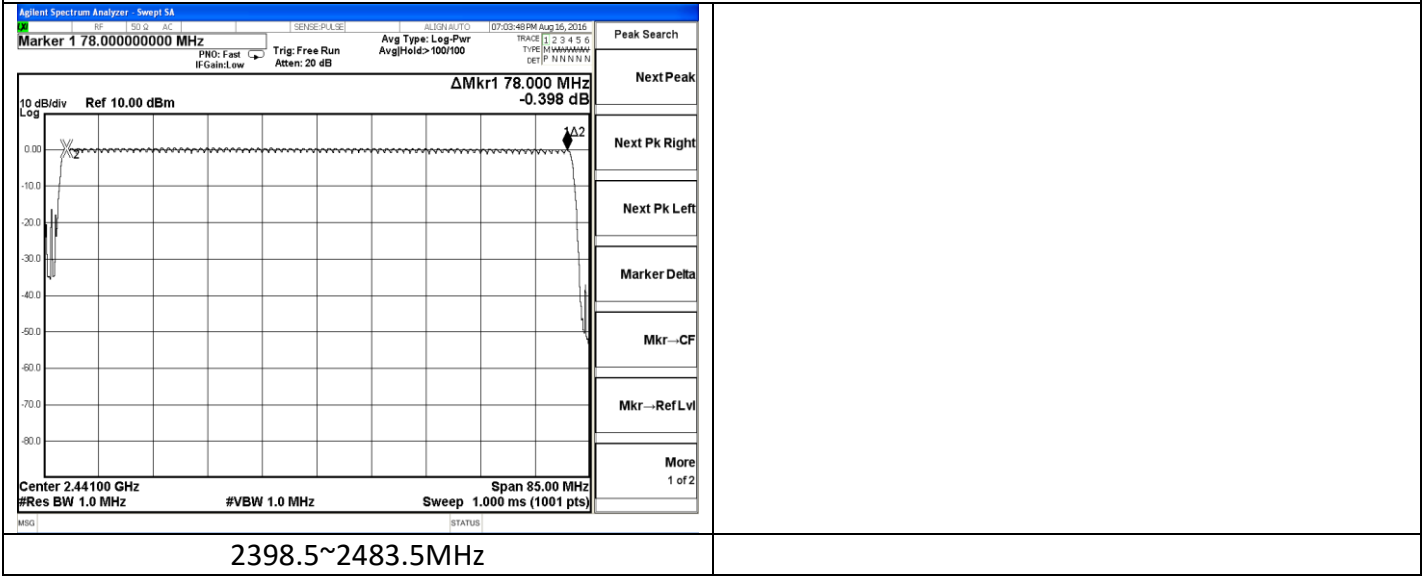 Agilent Spectrum Analyzer - Swept SA
RF 50 Ω AC SENSE:PULSE ALIGNAUTO 07:03:48PM Aug 16, 2016
Marker 1 78.000000000 MHz
PNO: Fast
IFGain:Low
Trig: Free Run
Atten: 20 dB
Avg Type: Log-Pwr
Avg|Hold:> 100/100
TRACE 1 2 3 4 5 6
TYPE M
DET P N N N N N
ΔMkr1 78.000 MHz
-0.398 dB
10 dB/div Ref 10.00 dBm
Log
1Δ2
2
0.00
-10.0
-20.0
-30.0
-40.0
-50.0
-60.0
-70.0
-80.0
Center 2.44100 GHz Span 85.00 MHz
#Res BW 1.0 MHz #VBW 1.0 MHz Sweep 1.000 ms (1001 pts)
MSG STATUS
Peak Search
Next Peak
Next Pk Right
Next Pk Left
Marker Delta
Mkr→CF
Mkr→Ref Lvl
More
1 of 2
2398.5~2483.5MHz